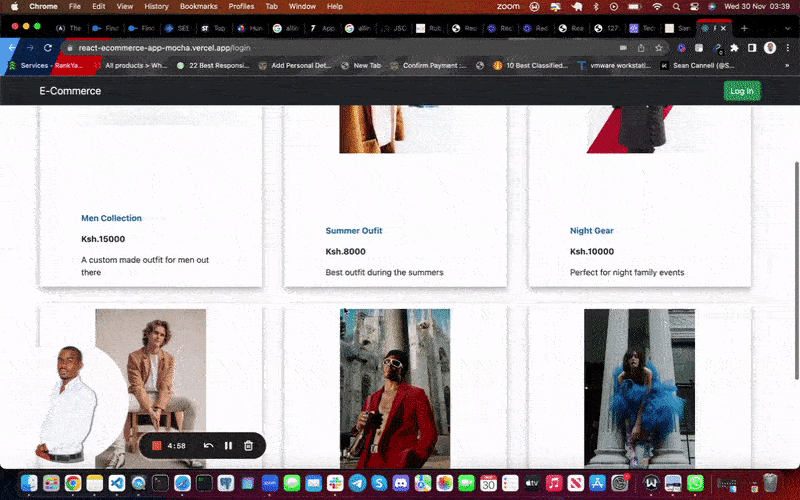 Chrome File Edit View History Bookmarks Profiles Tab Window Help zoom Wed 30 Nov 03:39
react-ecommerce-app-mocha.vercel.app/login
Services - RankYa... All products > Wh... 22 Best Responsi... Add Personal Det... New Tab Confirm Payment :... 10 Best Classified... vmware workstati... Sean Cannell (@S...
E-Commerce Log In
Men Collection
Ksh.15000
A custom made outfit for men out
there
Summer Oufit
Ksh.8000
Best outfit during the summers
Night Gear
Ksh.10000
Perfect for night family events
4:58